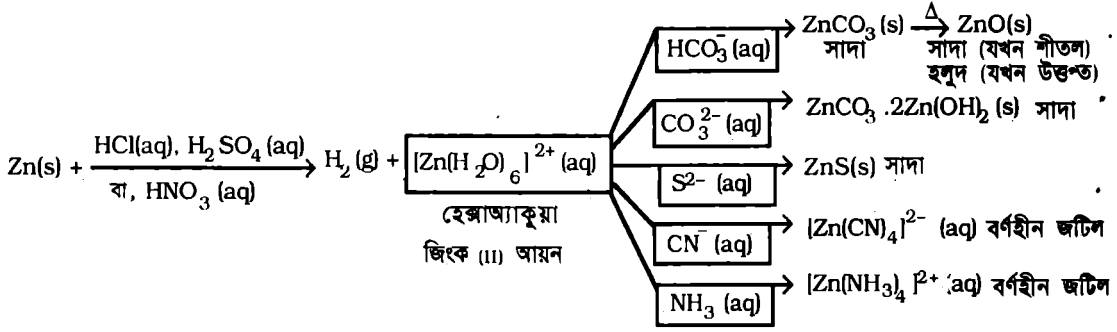 HCO₃⁻ (aq) → ZnCO₃ (s) —Δ→ ZnO(s)
সাদা সাদা (যখন শীতল)
হলুদ (যখন উত্তপ্ত)
CO₃²⁻ (aq) → ZnCO₃ .2Zn(OH)₂ (s) সাদা
Zn(s) + HCl(aq), H₂SO₄ (aq) → H₂(g) + [Zn(H₂O)₆]²⁺ (aq)
বা, HNO₃ (aq)
হেক্সাঅ্যাকুয়া
জিংক (II) আয়ন
S²⁻ (aq) → ZnS(s) সাদা
CN⁻ (aq) → [Zn(CN)₄]²⁻ (aq) বর্ণহীন জটিল
NH₃ (aq) → [Zn(NH₃)₄]²⁺ (aq) বর্ণহীন জটিল